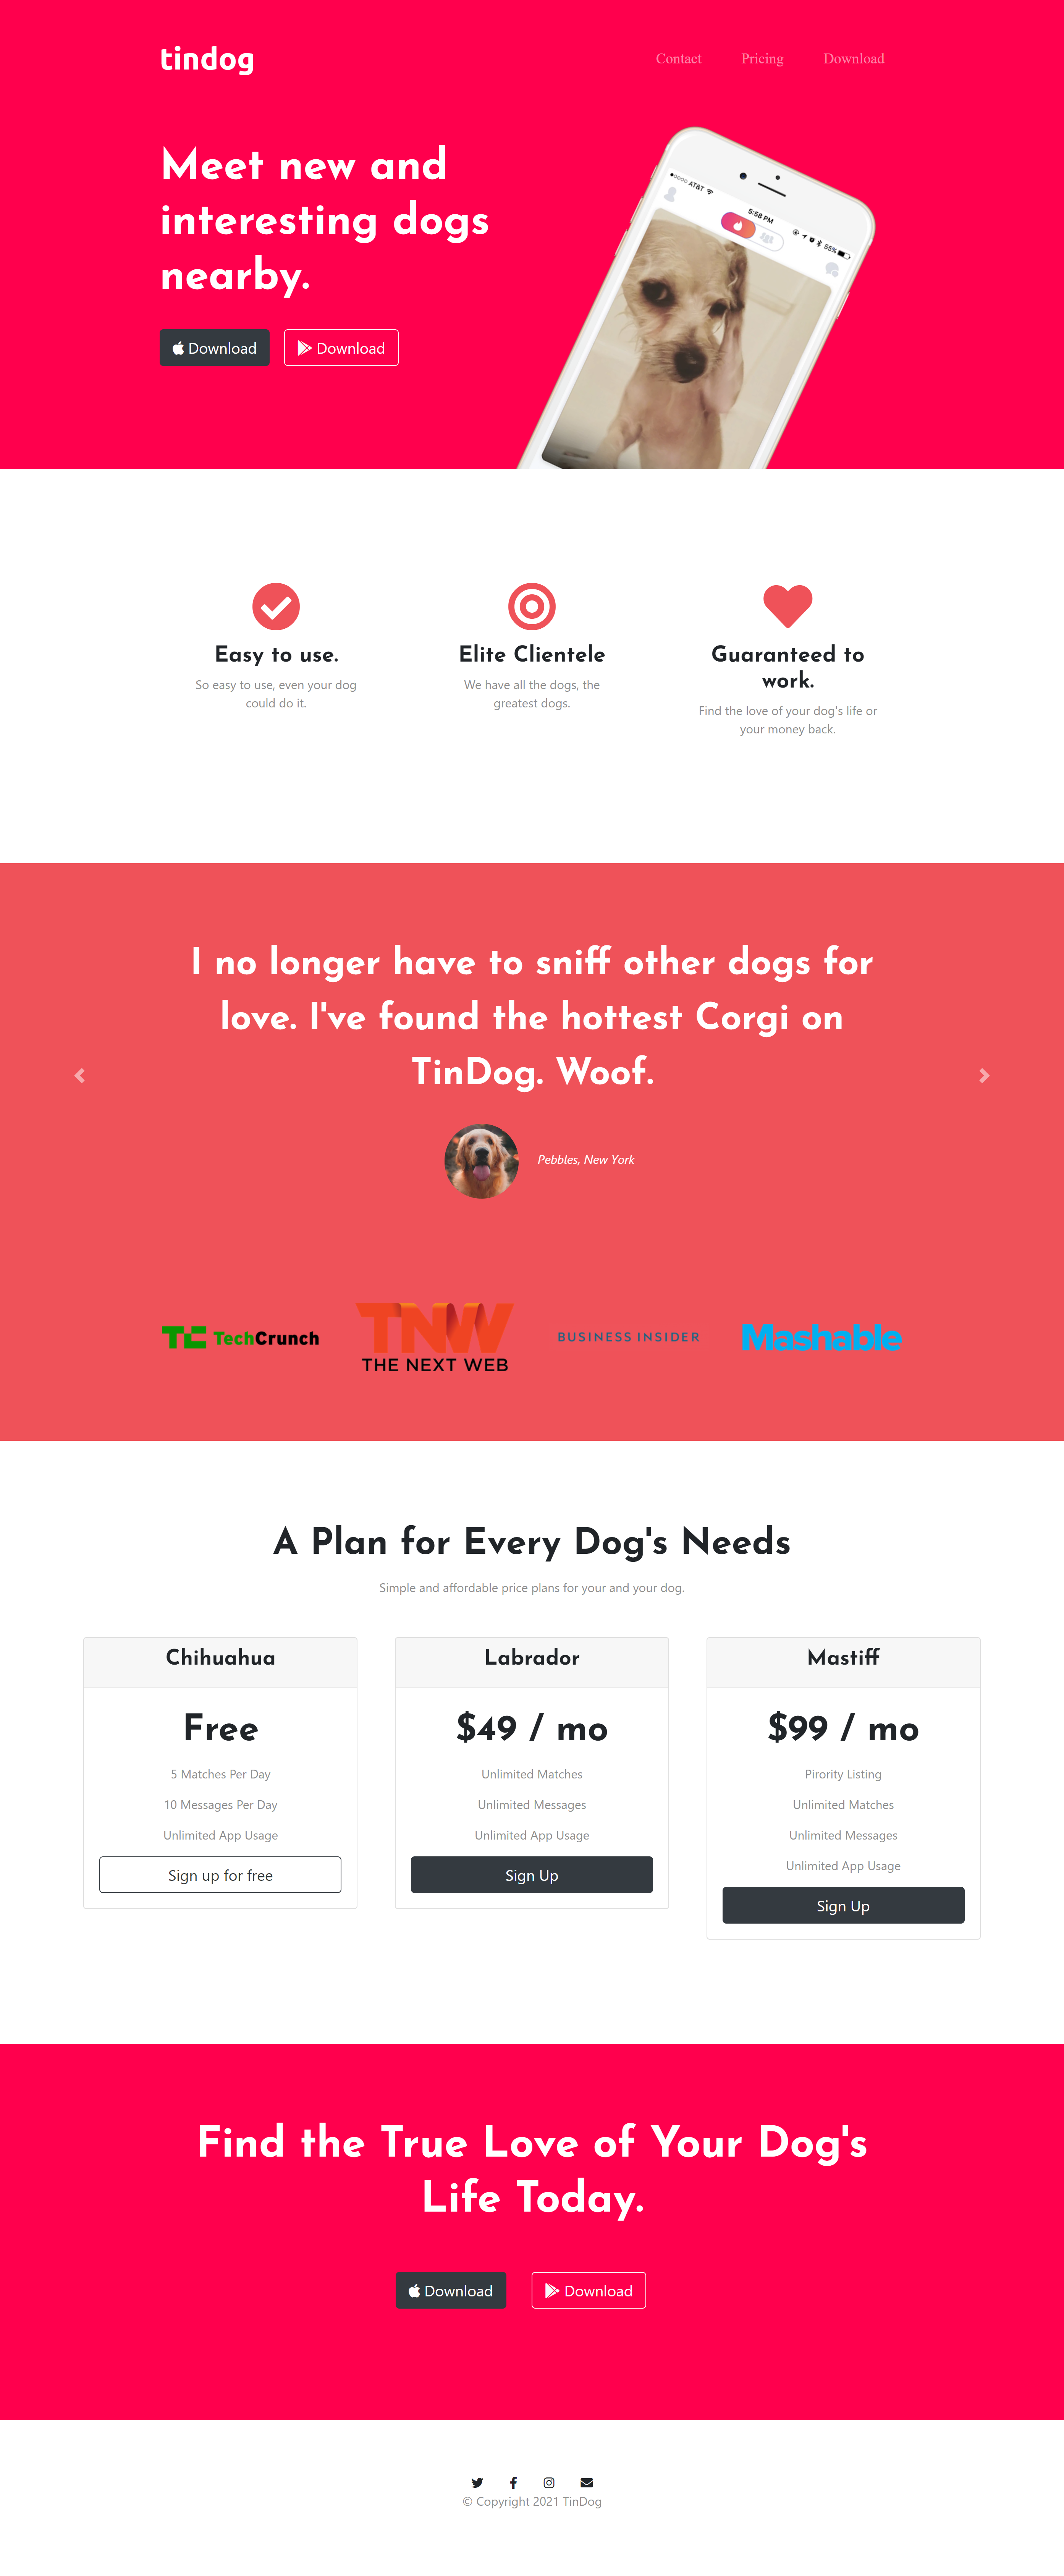 tindog
Contact Pricing Download
Meet new and
interesting dogs
nearby.
Download Download
AT&T
5:58 PM
55%
Easy to use.
So easy to use, even your dog
could do it.
Elite Clientele
We have all the dogs, the
greatest dogs.
Guaranteed to
work.
Find the love of your dog's life or
your money back.
I no longer have to sniff other dogs for
love. I've found the hottest Corgi on
TinDog. Woof.
Pebbles, New York
TC TechCrunch
TNW
THE NEXT WEB
BUSINESS INSIDER
Mashable
A Plan for Every Dog's Needs
Simple and affordable price plans for your and your dog.
Chihuahua
Free
5 Matches Per Day
10 Messages Per Day
Unlimited App Usage
Sign up for free
Labrador
$49 / mo
Unlimited Matches
Unlimited Messages
Unlimited App Usage
Sign Up
Mastiff
$99 / mo
Pirority Listing
Unlimited Matches
Unlimited Messages
Unlimited App Usage
Sign Up
Find the True Love of Your Dog's
Life Today.
Download Download
© Copyright 2021 TinDog